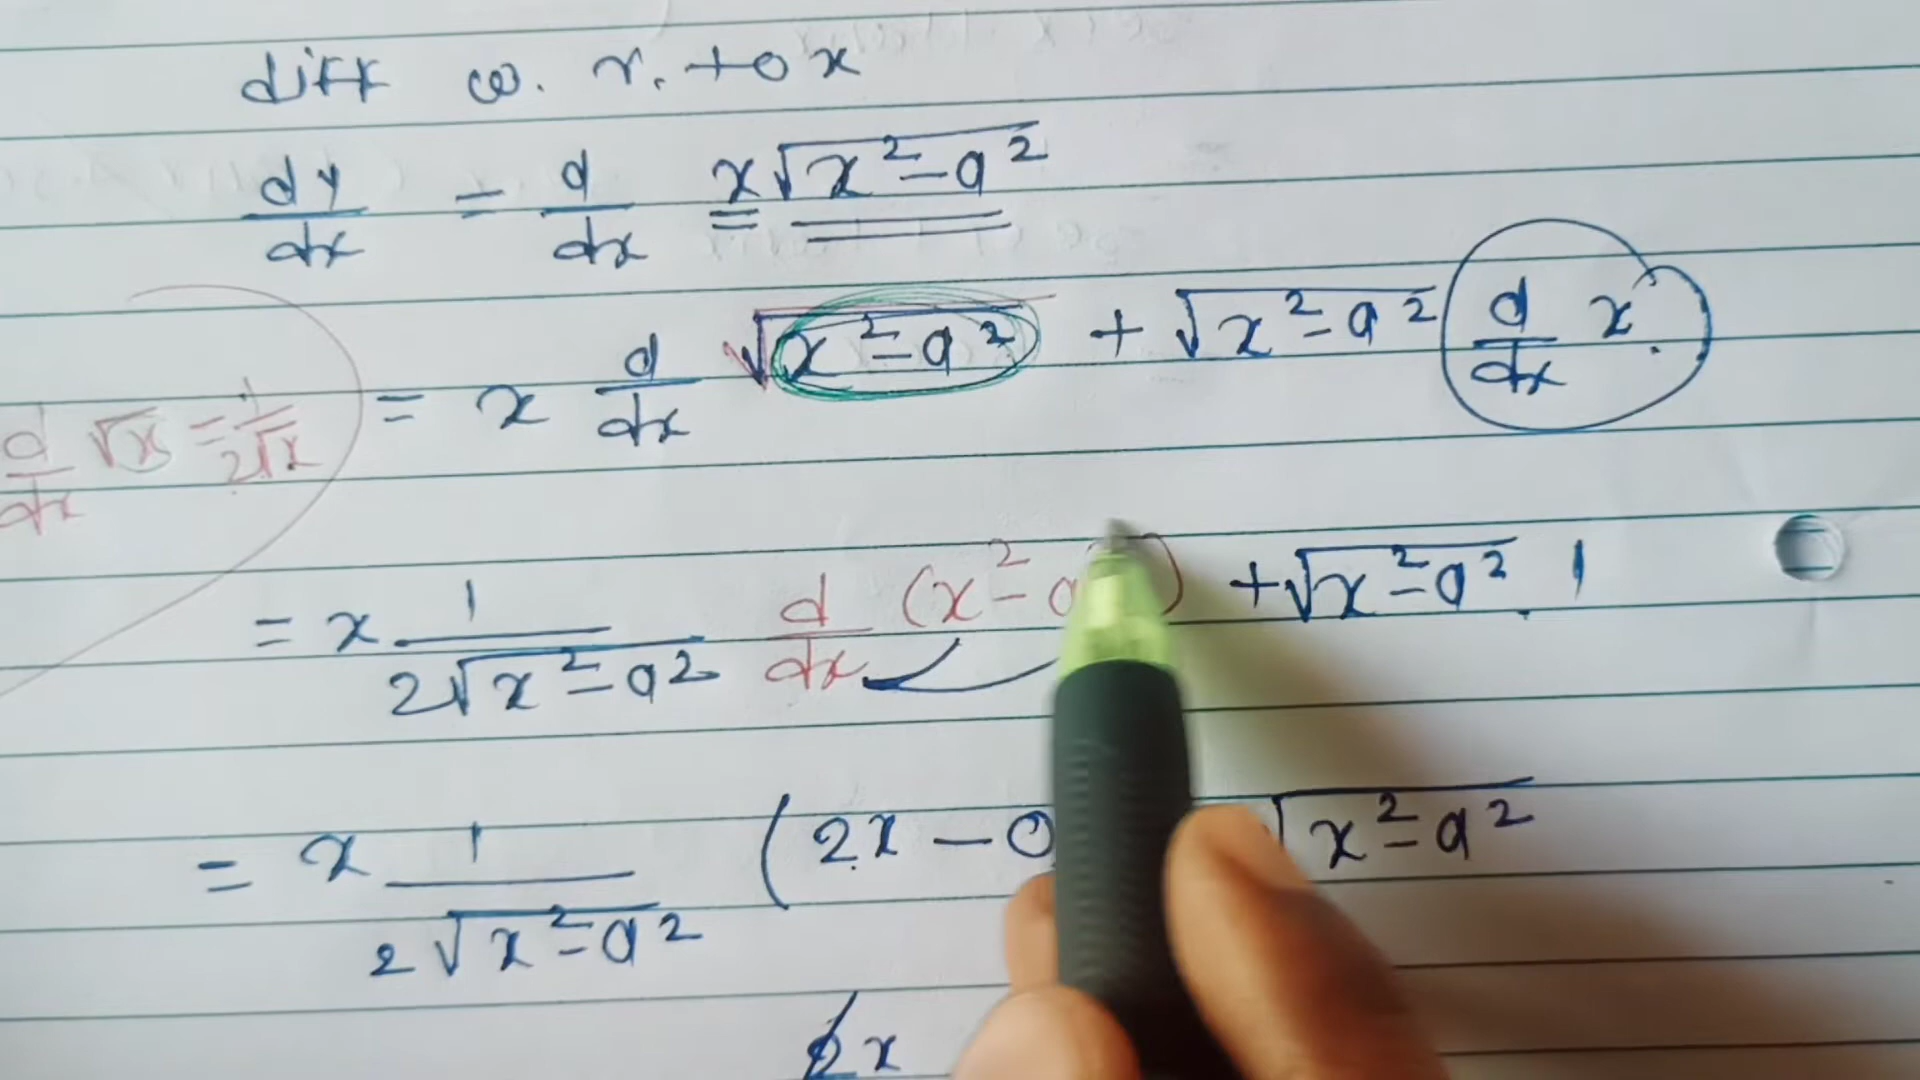 diff w. r. to x
dy/dx = d/dx x√x²-a²
= x d/dx √x²-a² + √x²-a² d/dx x
d/dx √x = 1/2√x
= x 1/2√x²-a² d/dx (x²-a ) + √x²-a² . 1
= x 1/2√x²-a² (2x - 0 √x²-a²
2x